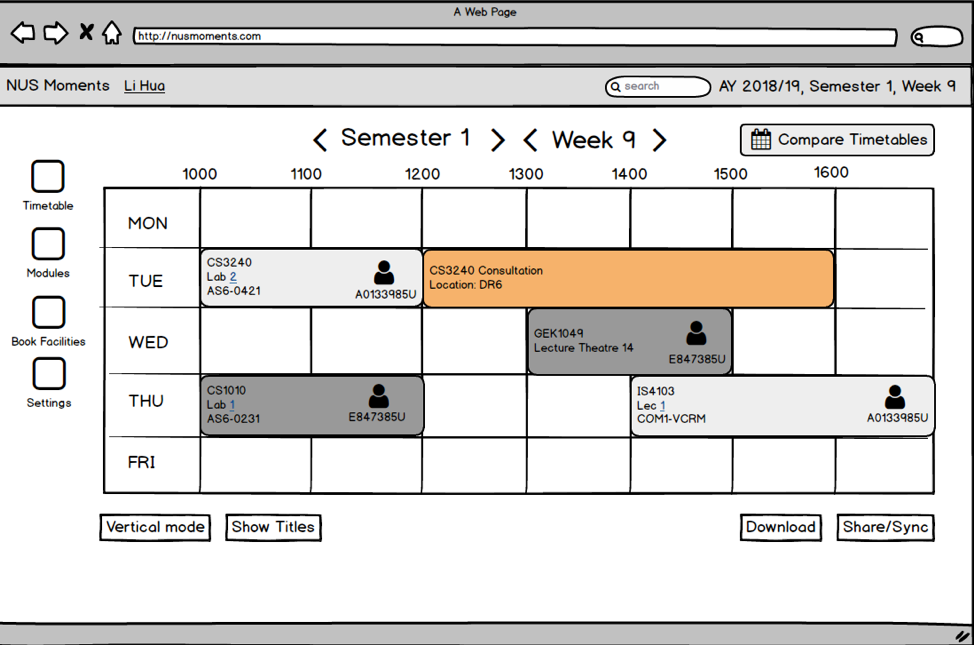 A Web Page
http://nusmoments.com
NUS Moments Li Hua search AY 2018/19, Semester 1, Week 9
Semester 1 Week 9 Compare Timetables
1000 1100 1200 1300 1400 1500 1600
Timetable
Modules
Book Facilities
Settings
MON
TUE
CS3240
Lab 2
AS6-0421
A0133985U
CS3240 Consultation
Location: DR6
WED
GEK1049
Lecture Theatre 14
E847385U
THU
CS1010
Lab 1
AS6-0231
E847385U
IS4103
Lec 1
COM1-VCRM
A0133985U
FRI
Vertical mode Show Titles Download Share/Sync